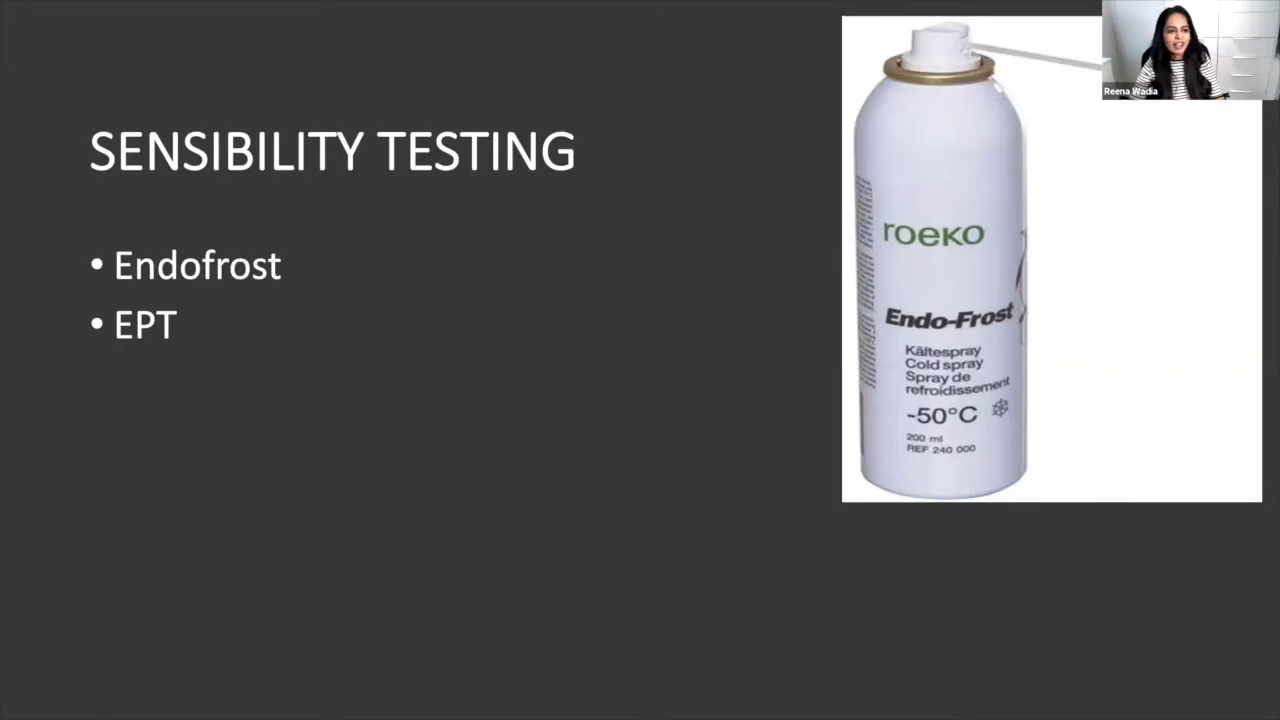 Reena Wadia
SENSIBILITY TESTING
• Endofrost
• EPT
roeko
Endo-Frost
Kältespray
Cold spray
Spray de
refroidissement
-50°C
200 ml
REF 240 000